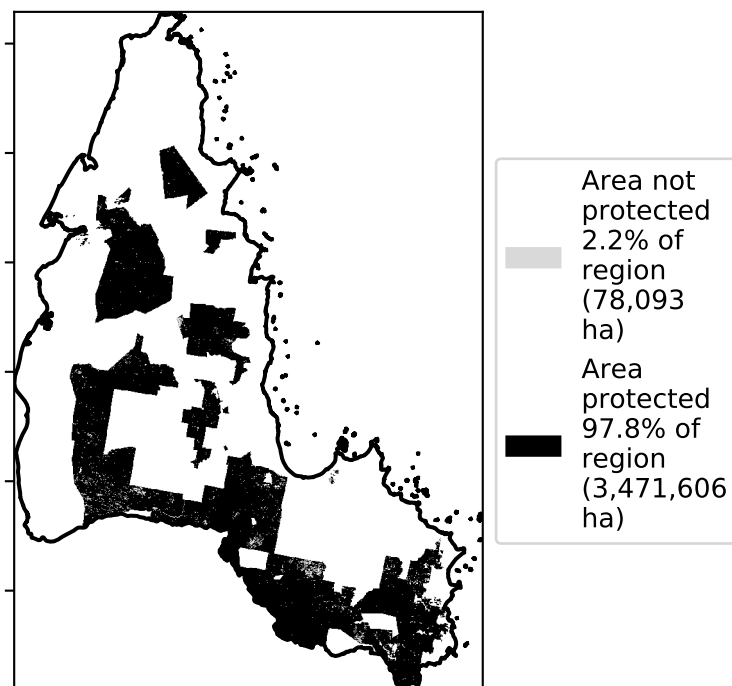 Area not
protected
2.2% of
region
(78,093
ha)
Area
protected
97.8% of
region
(3,471,606
ha)